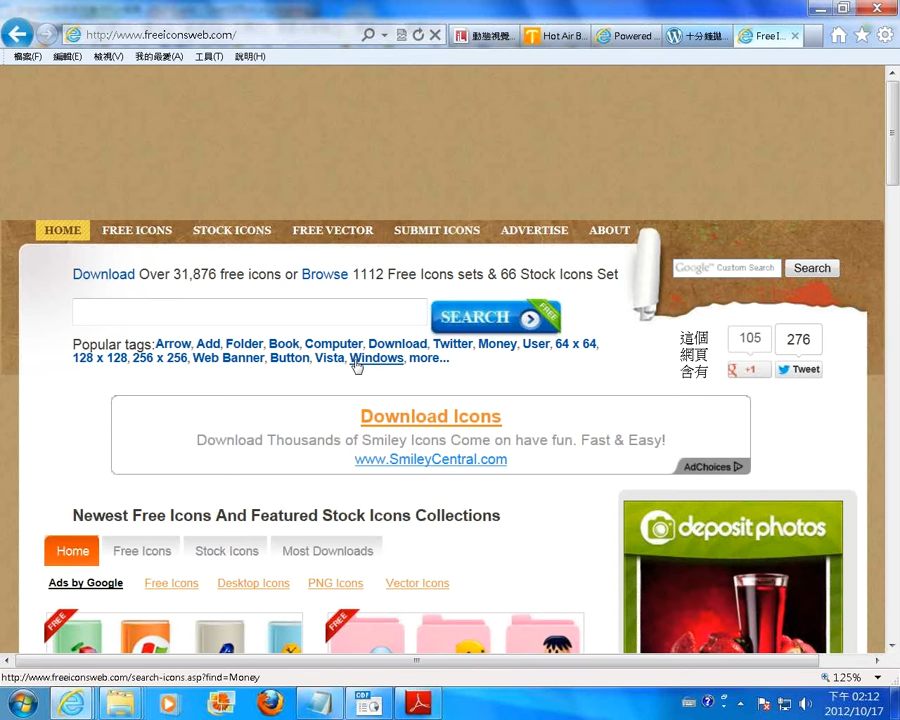 http://www.freeiconsweb.com/
動態視覺...
Hot Air B...
Powered ...
十分鐘拋...
Free I...
檔案(F) 編輯(E) 檢視(V) 我的最愛(A) 工具(T) 說明(H)
HOME FREE ICONS STOCK ICONS FREE VECTOR SUBMIT ICONS ADVERTISE ABOUT
Download Over 31,876 free icons or Browse 1112 Free Icons sets & 66 Stock Icons Set
Google™ Custom Search Search
SEARCH FREE
Popular tags:Arrow, Add, Folder, Book, Computer, Download, Twitter, Money, User, 64 x 64,
128 x 128, 256 x 256, Web Banner, Button, Vista, Windows, more...
這個
網頁
含有
105 276
+1 Tweet
Download Icons
Download Thousands of Smiley Icons Come on have fun. Fast & Easy!
www.SmileyCentral.com
AdChoices
Newest Free Icons And Featured Stock Icons Collections
Home Free Icons Stock Icons Most Downloads
Ads by Google Free Icons Desktop Icons PNG Icons Vector Icons
FREE
FREE
depositphotos
http://www.freeiconsweb.com/search-icons.asp?find=Money
125%
下午 02:12
2012/10/17